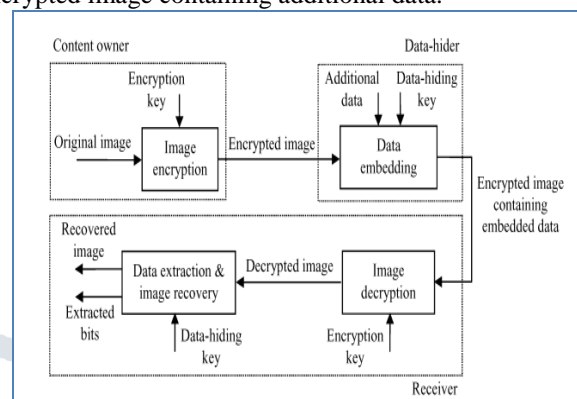 crypted image containing additional data.
Content owner
Data-hider
Encryption
key
Additional
data
Data-hiding
key
Original image
Image
encryption
Encrypted image
Data
embedding
Encrypted image
containing
embedded data
Recovered
image
Data extraction &
image recovery
Decrypted image
Image
decryption
Extracted
bits
Data-hiding
key
Encryption
key
Receiver